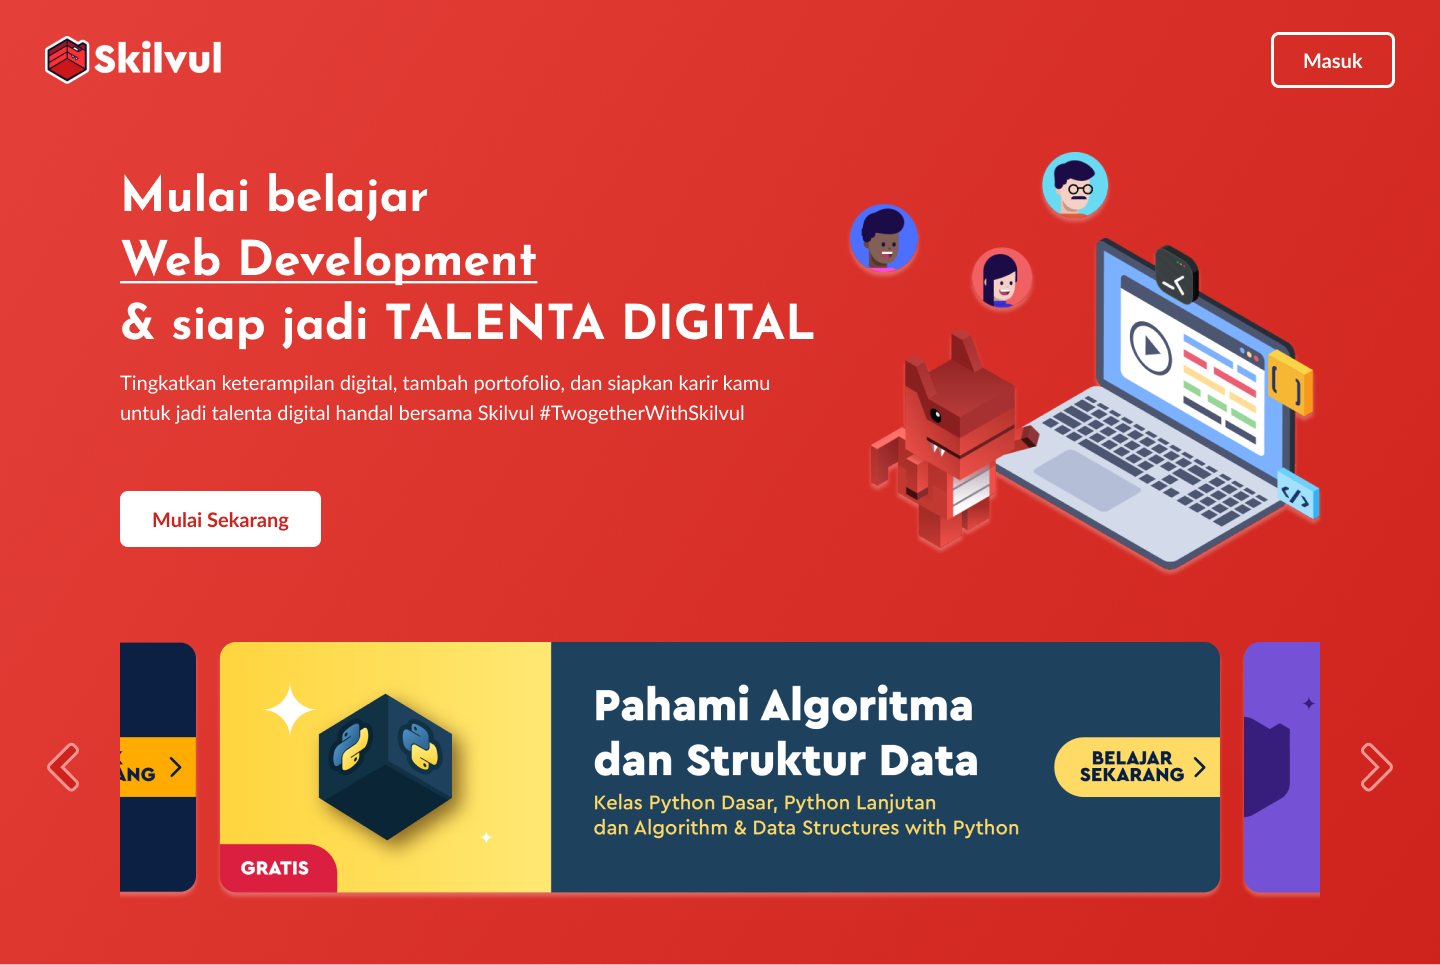 Skilvul
Masuk
Mulai belajar
Web Development
& siap jadi TALENTA DIGITAL
Tingkatkan keterampilan digital, tambah portofolio, dan siapkan karir kamu
untuk jadi talenta digital handal bersama Skilvul #TwogetherWithSkilvul
Mulai Sekarang
Pahami Algoritma
dan Struktur Data
Kelas Python Dasar, Python Lanjutan
dan Algorithm & Data Structures with Python
BELAJAR
SEKARANG
GRATIS